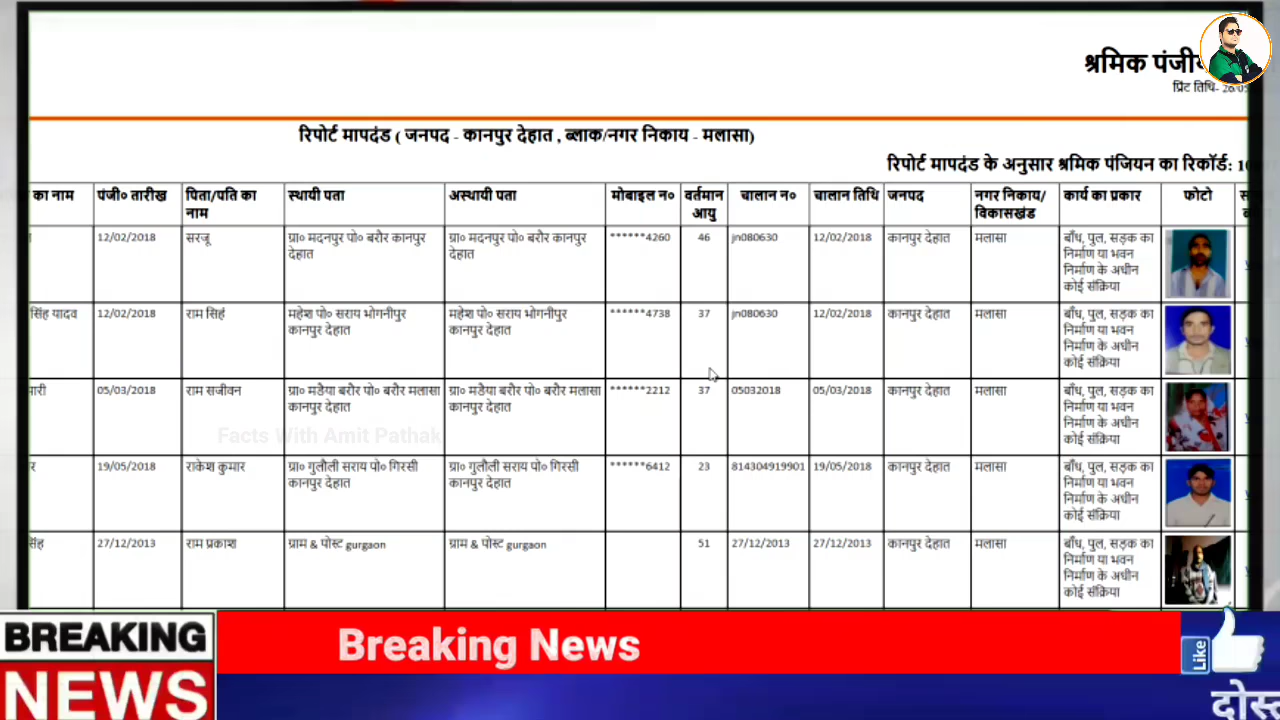 श्रमिक
प्रिंट तिथि-
रिपोर्ट मापदंड ( जनपद - कानपुर देहात , ब्लाक/नगर निकाय - मलासा)
रिपोर्ट मापदंड के अनुसार श्रमिक पंजियन का रिकॉर्ड:
का नाम पंजी० तारीख पिता/पति का नाम स्थायी पता अस्थायी पता मोबाइल न० वर्तमान आयु चालान न० चालान तिथि जनपद नगर निकाय/ विकासखंड कार्य का प्रकार फोटो
12/02/2018 सरजू ग्रा० मदनपुर पो० बरौर कानपुर देहात ग्रा० मदनपुर पो० बरौर कानपुर देहात ******4260 46 jn080630 12/02/2018 कानपुर देहात मलासा बाँध, पुल, सड़क का निर्माण या भवन निर्माण के अधीन कोई संक्रिया
सिंह यादव 12/02/2018 राम सिहं महेश पो० सराय भोगनीपुर कानपुर देहात महेश पो० सराय भोगनीपुर कानपुर देहात ******4738 37 jn080630 12/02/2018 कानपुर देहात मलासा बाँध, पुल, सड़क का निर्माण या भवन निर्माण के अधीन कोई संक्रिया
05/03/2018 राम सजीवन ग्रा० मडैया बरौर पो० बरौर मलासा कानपुर देहात ग्रा० मडैया बरौर पो० बरौर मलासा कानपुर देहात ******2212 37 05032018 05/03/2018 कानपुर देहात मलासा बाँध, पुल, सड़क का निर्माण या भवन निर्माण के अधीन कोई संक्रिया
Facts With Amit Pathak
19/05/2018 राकेश कुमार ग्रा० गुलौली सराय पो० गिरसी कानपुर देहात ग्रा० गुलौली सराय पो० गिरसी कानपुर देहात ******6412 23 814304919901 19/05/2018 कानपुर देहात मलासा बाँध, पुल, सड़क का निर्माण या भवन निर्माण के अधीन कोई संक्रिया
27/12/2013 राम प्रकाश ग्राम & पोस्ट gurgaon ग्राम & पोस्ट gurgaon 51 27/12/2013 27/12/2013 कानपुर देहात मलासा बाँध, पुल, सड़क का निर्माण या भवन निर्माण के अधीन कोई संक्रिया
BREAKING
NEWS
Breaking News
Like